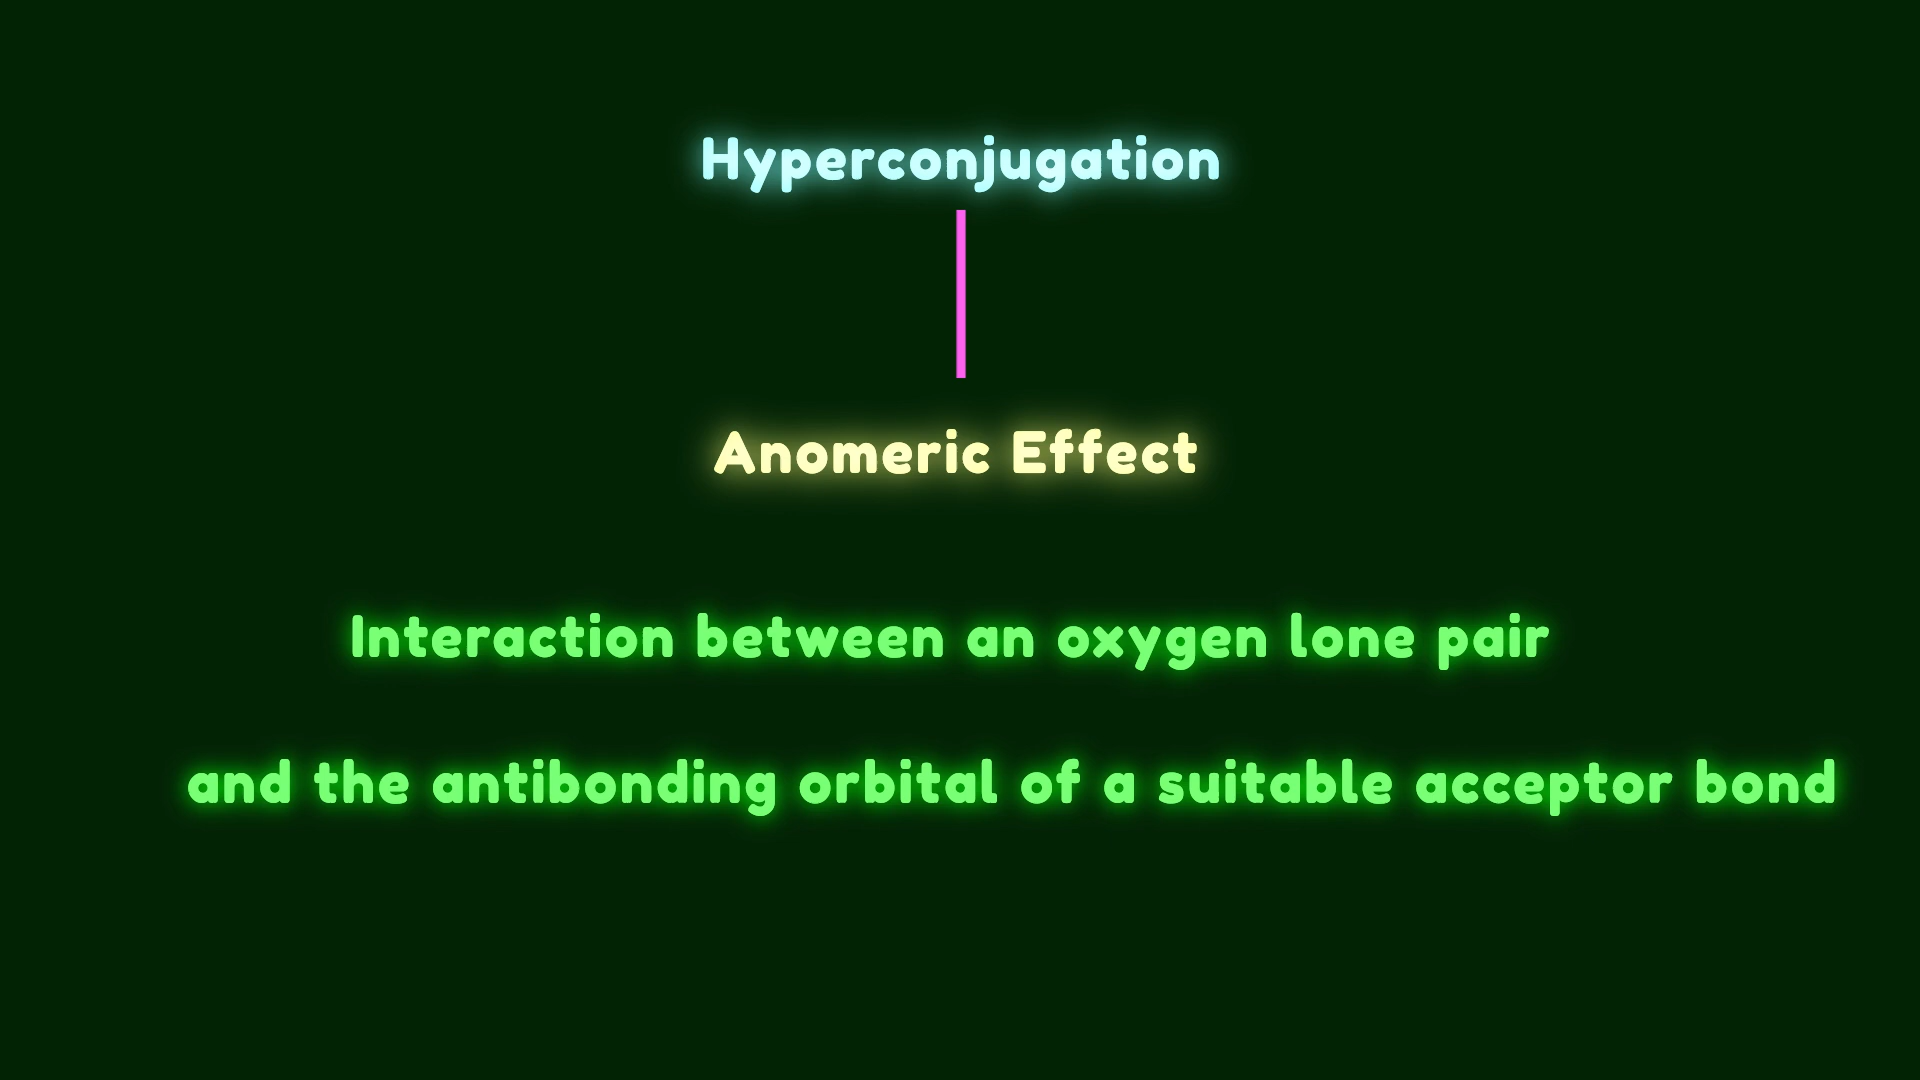 Hyperconjugation
Anomeric Effect
Interaction between an oxygen lone pair
and the antibonding orbital of a suitable acceptor bond